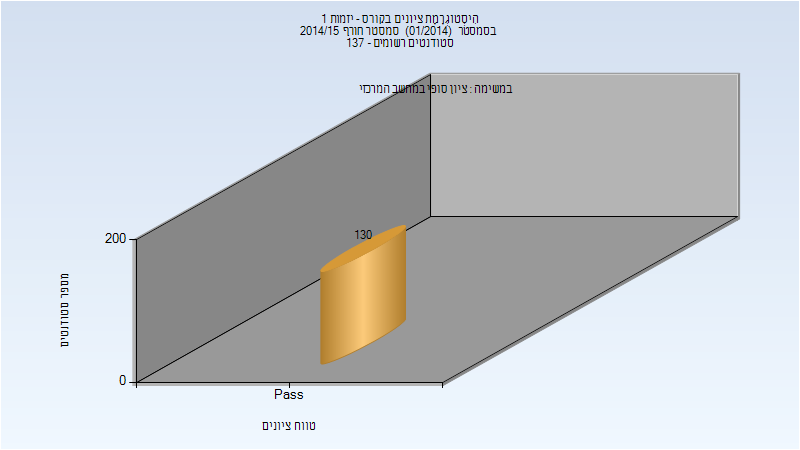 היסטוגרמת ציונים בקורס - יזמות 1
בסמסטר (01/2014) סמסטר חורף 2014/15
סטודנטים רשומים - 137
במשימה : ציון סופי במחשב המרכזי
130
200
0
מספר סטודנטים
Pass
טווח ציונים